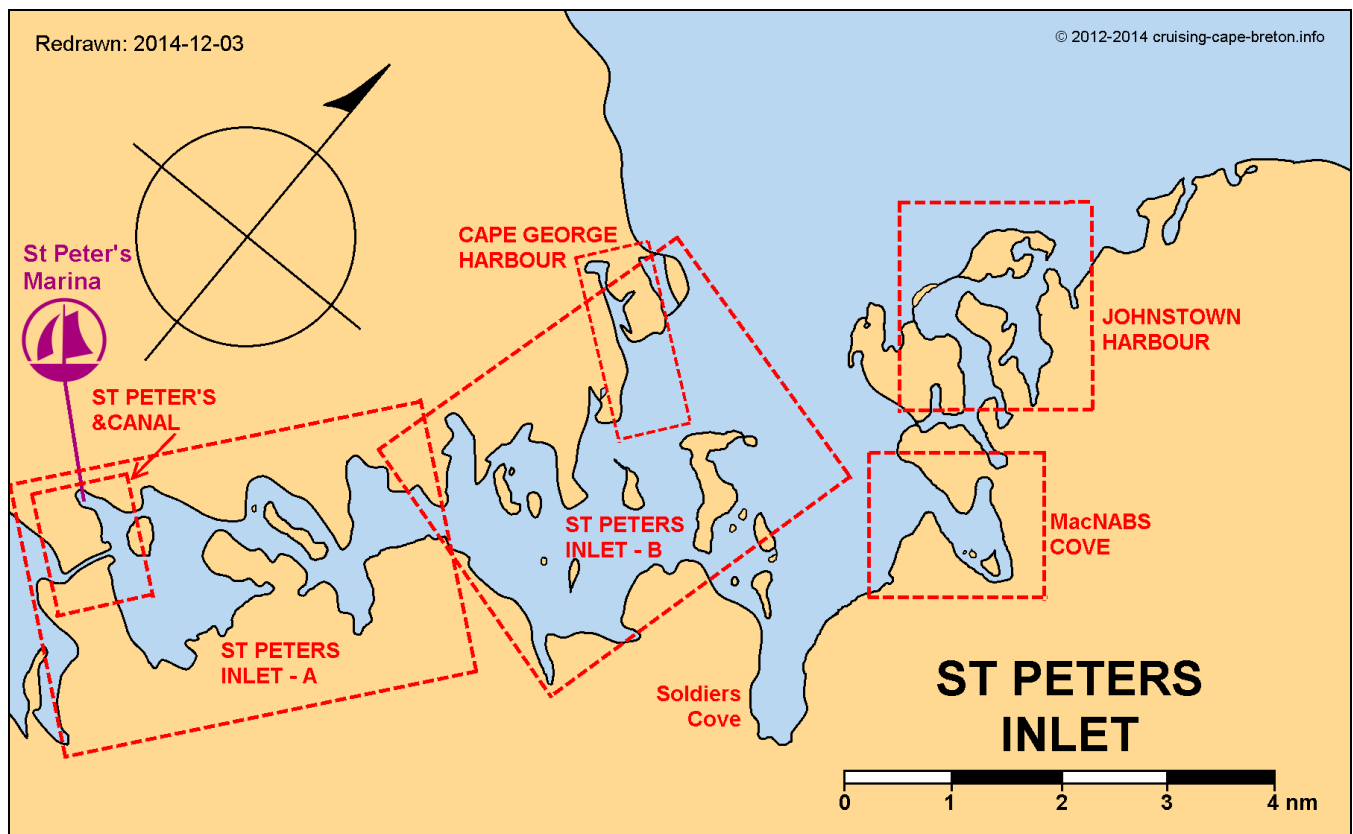 Redrawn: 2014-12-03
© 2012-2014 cruising-cape-breton.info
St Peter's
Marina
CAPE GEORGE
HARBOUR
JOHNSTOWN
HARBOUR
ST PETER'S
&CANAL
ST PETERS
INLET - B
MacNABS
COVE
ST PETERS
INLET - A
Soldiers
Cove
ST PETERS
INLET
0 1 2 3 4 nm